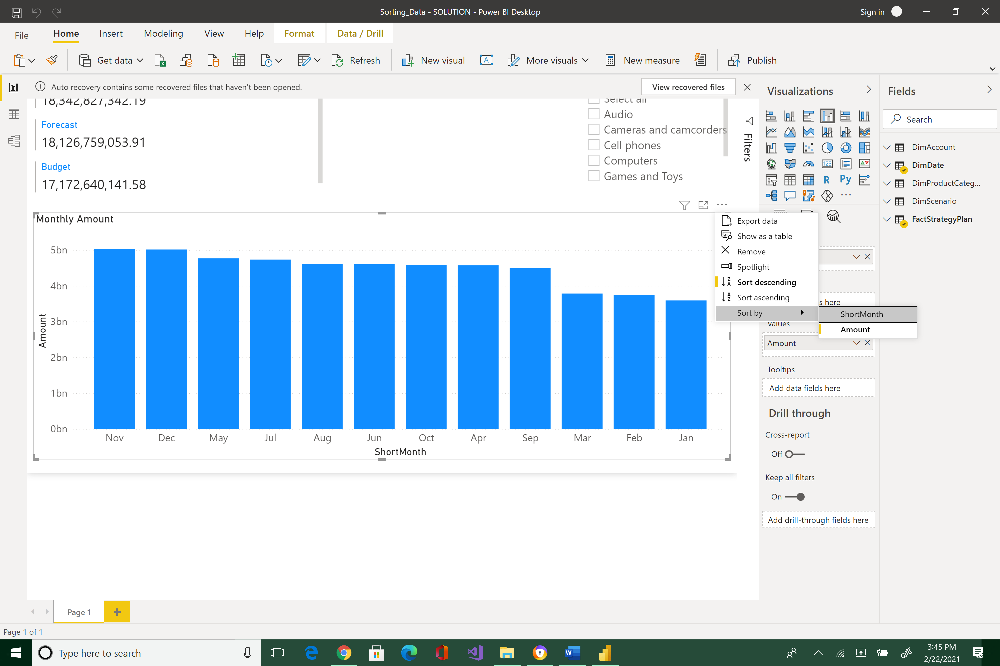 Sorting_Data - SOLUTION - Power BI Desktop
Sign in
File
Home
Insert
Modeling
View
Help
Format
Data / Drill
Get data
Refresh
New visual
More visuals
New measure
Publish
Auto recovery contains some recovered files that haven't been opened.
View recovered files
18,342,827,342.19
Forecast
18,126,759,053.91
Budget
17,172,640,141.58
Select all
Audio
Cameras and camcorders
Cell phones
Computers
Games and Toys
Filters
Monthly Amount
5bn
4bn
3bn
2bn
1bn
0bn
Amount
Nov Dec May Jul Aug Jun Oct Apr Sep Mar Feb Jan
ShortMonth
Export data
Show as a table
Remove
Spotlight
Sort descending
Sort ascending
Sort by
ShortMonth
Amount
Visualizations
123
R
Py
s here
Values
Amount
Tooltips
Add data fields here
Drill through
Cross-report
Off
Keep all filters
On
Add drill-through fields here
Fields
Search
DimAccount
DimDate
DimProductCateg...
DimScenario
FactStrategyPlan
Page 1
Page 1 of 1
Type here to search
3:45 PM
2/22/2021